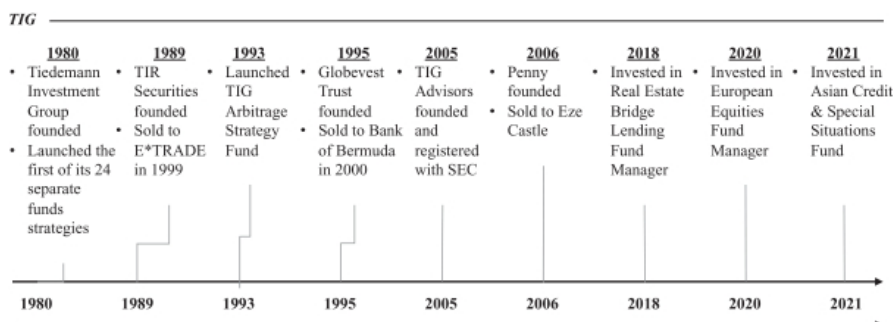 TIG
1980
• Tiedemann
Investment
Group
founded
• Launched the
first of its 24
separate
funds
strategies
1989
• TIR
Securities
founded
• Sold to
E*TRADE
in 1999
1993
• Launched
TIG
Arbitrage
Strategy
Fund
1995
• Globevest
Trust
founded
• Sold to Bank
of Bermuda
in 2000
2005
• TIG
Advisors
founded
and
registered
with SEC
2006
• Penny
founded
• Sold to Eze
Castle
2018
• Invested in
Real Estate
Bridge
Lending
Fund
Manager
2020
• Invested in
European
Equities
Fund
Manager
2021
• Invested in
Asian Credit
& Special
Situations
Fund
1980 1989 1993 1995 2005 2006 2018 2020 2021